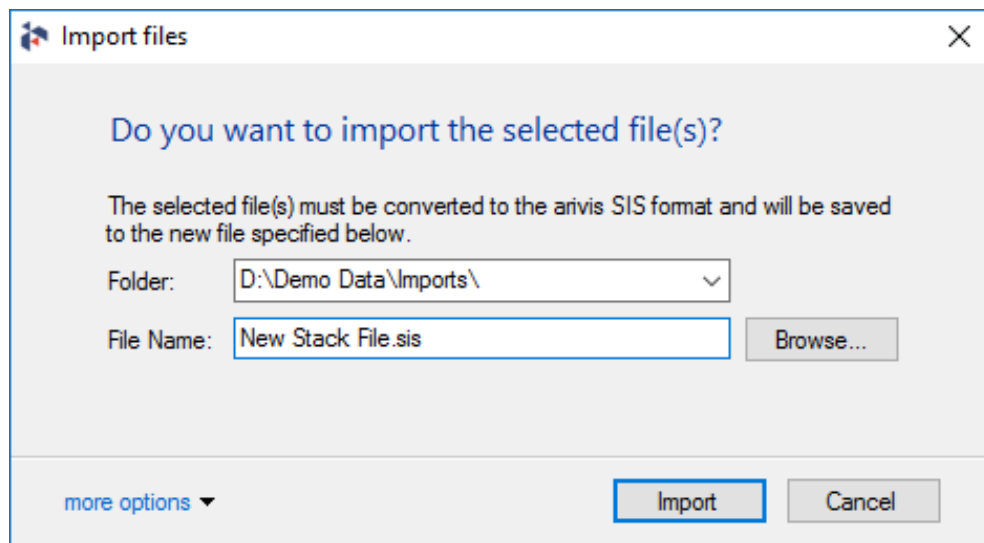 Import files
Do you want to import the selected file(s)?
The selected file(s) must be converted to the arivis SIS format and will be saved
to the new file specified below.
Folder: D:\Demo Data\Imports\
File Name: New Stack File.sis Browse...
more options Import Cancel